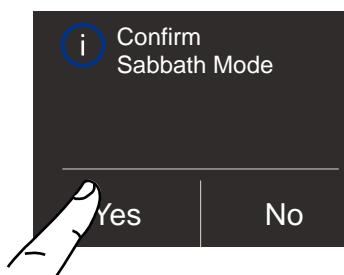 i
Confirm
Sabbath Mode
Yes
No